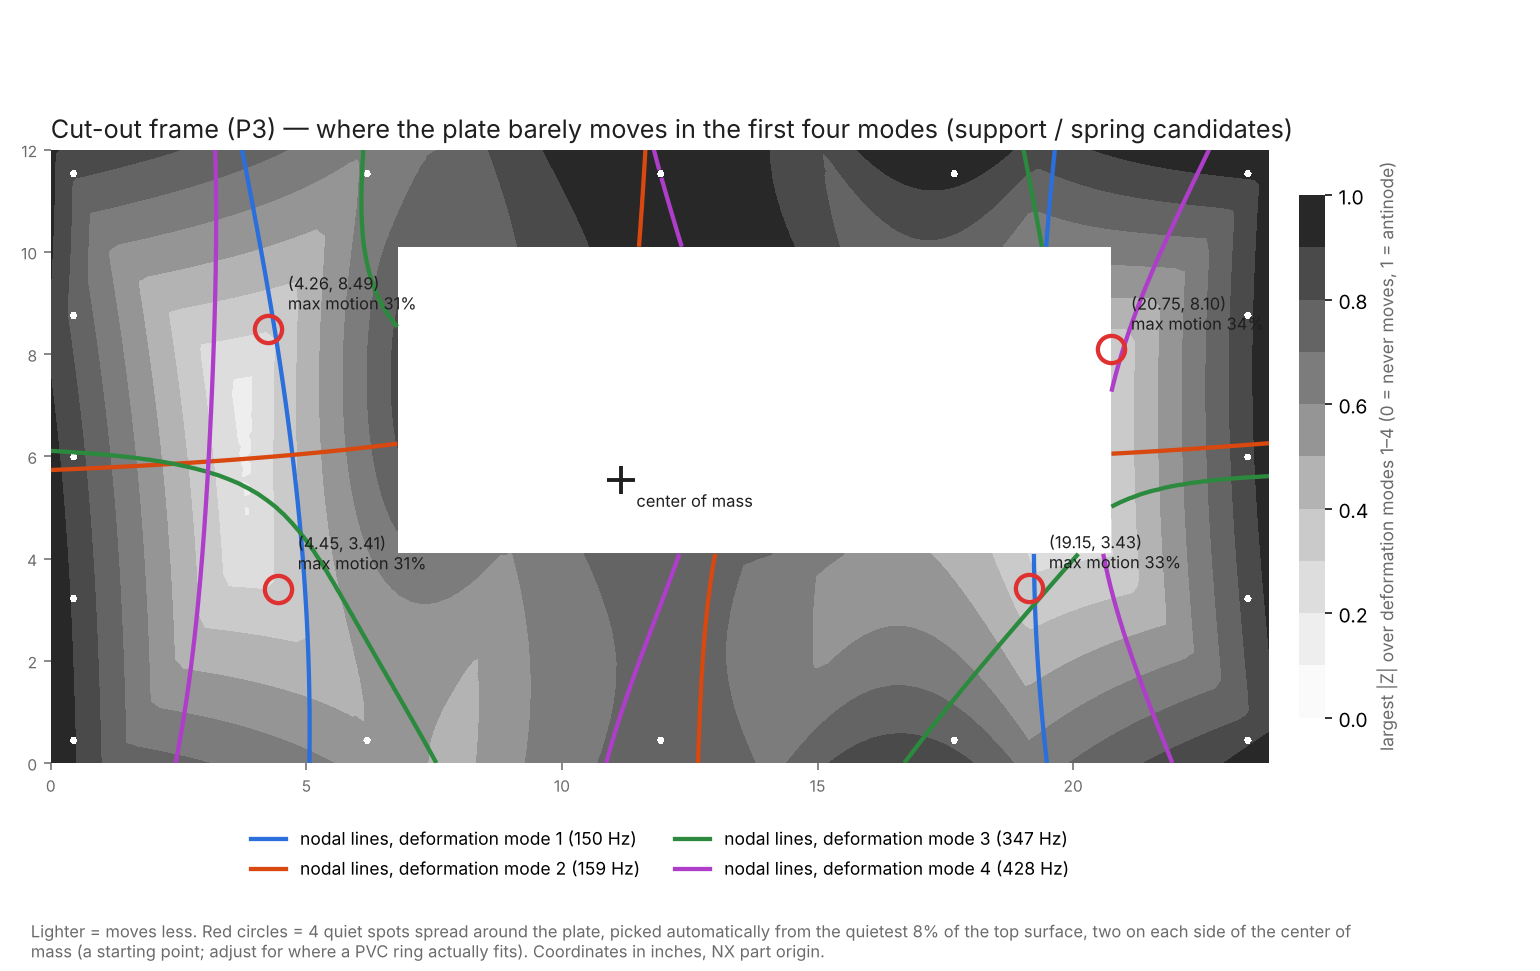 Cut-out frame (P3) — where the plate barely moves in the first four modes (support / spring candidates)
12
10
8
6
4
2
0
0
5
10
15
20
(4.26, 8.49)
max motion 31%
(20.75, 8.10)
max motion 34%
center of mass
(4.45, 3.41)
max motion 31%
(19.15, 3.43)
max motion 33%
1.0
0.8
0.6
0.4
0.2
0.0
largest |Z| over deformation modes 1–4 (0 = never moves, 1 = antinode)
nodal lines, deformation mode 1 (150 Hz)
nodal lines, deformation mode 2 (159 Hz)
nodal lines, deformation mode 3 (347 Hz)
nodal lines, deformation mode 4 (428 Hz)
Lighter = moves less. Red circles = 4 quiet spots spread around the plate, picked automatically from the quietest 8% of the top surface, two on each side of the center of
mass (a starting point; adjust for where a PVC ring actually fits). Coordinates in inches, NX part origin.